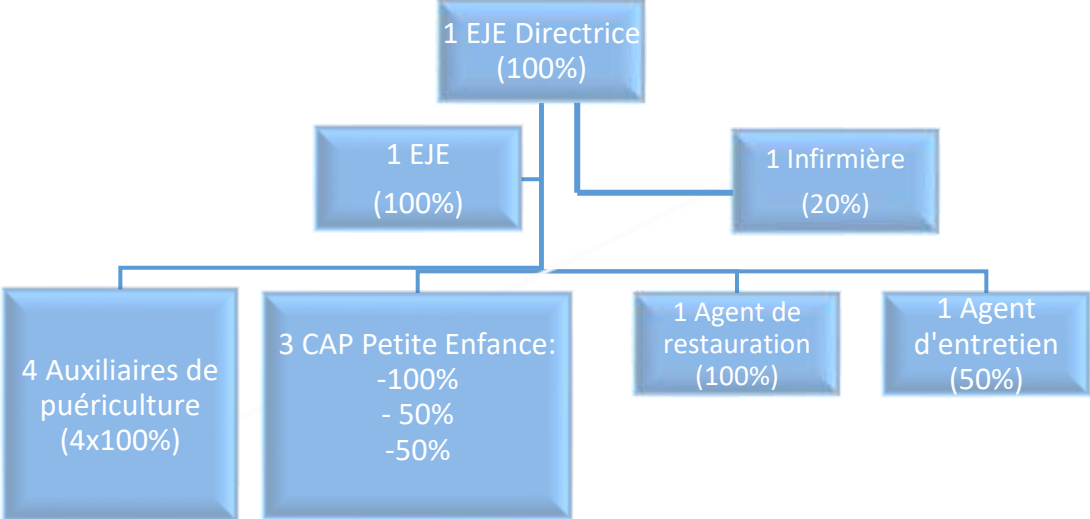 1 EJE Directrice
(100%)
1 EJE
(100%)
1 Infirmière
(20%)
4 Auxiliaires de
puériculture
(4x100%)
3 CAP Petite Enfance:
-100%
- 50%
-50%
1 Agent de
restauration
(100%)
1 Agent
d'entretien
(50%)